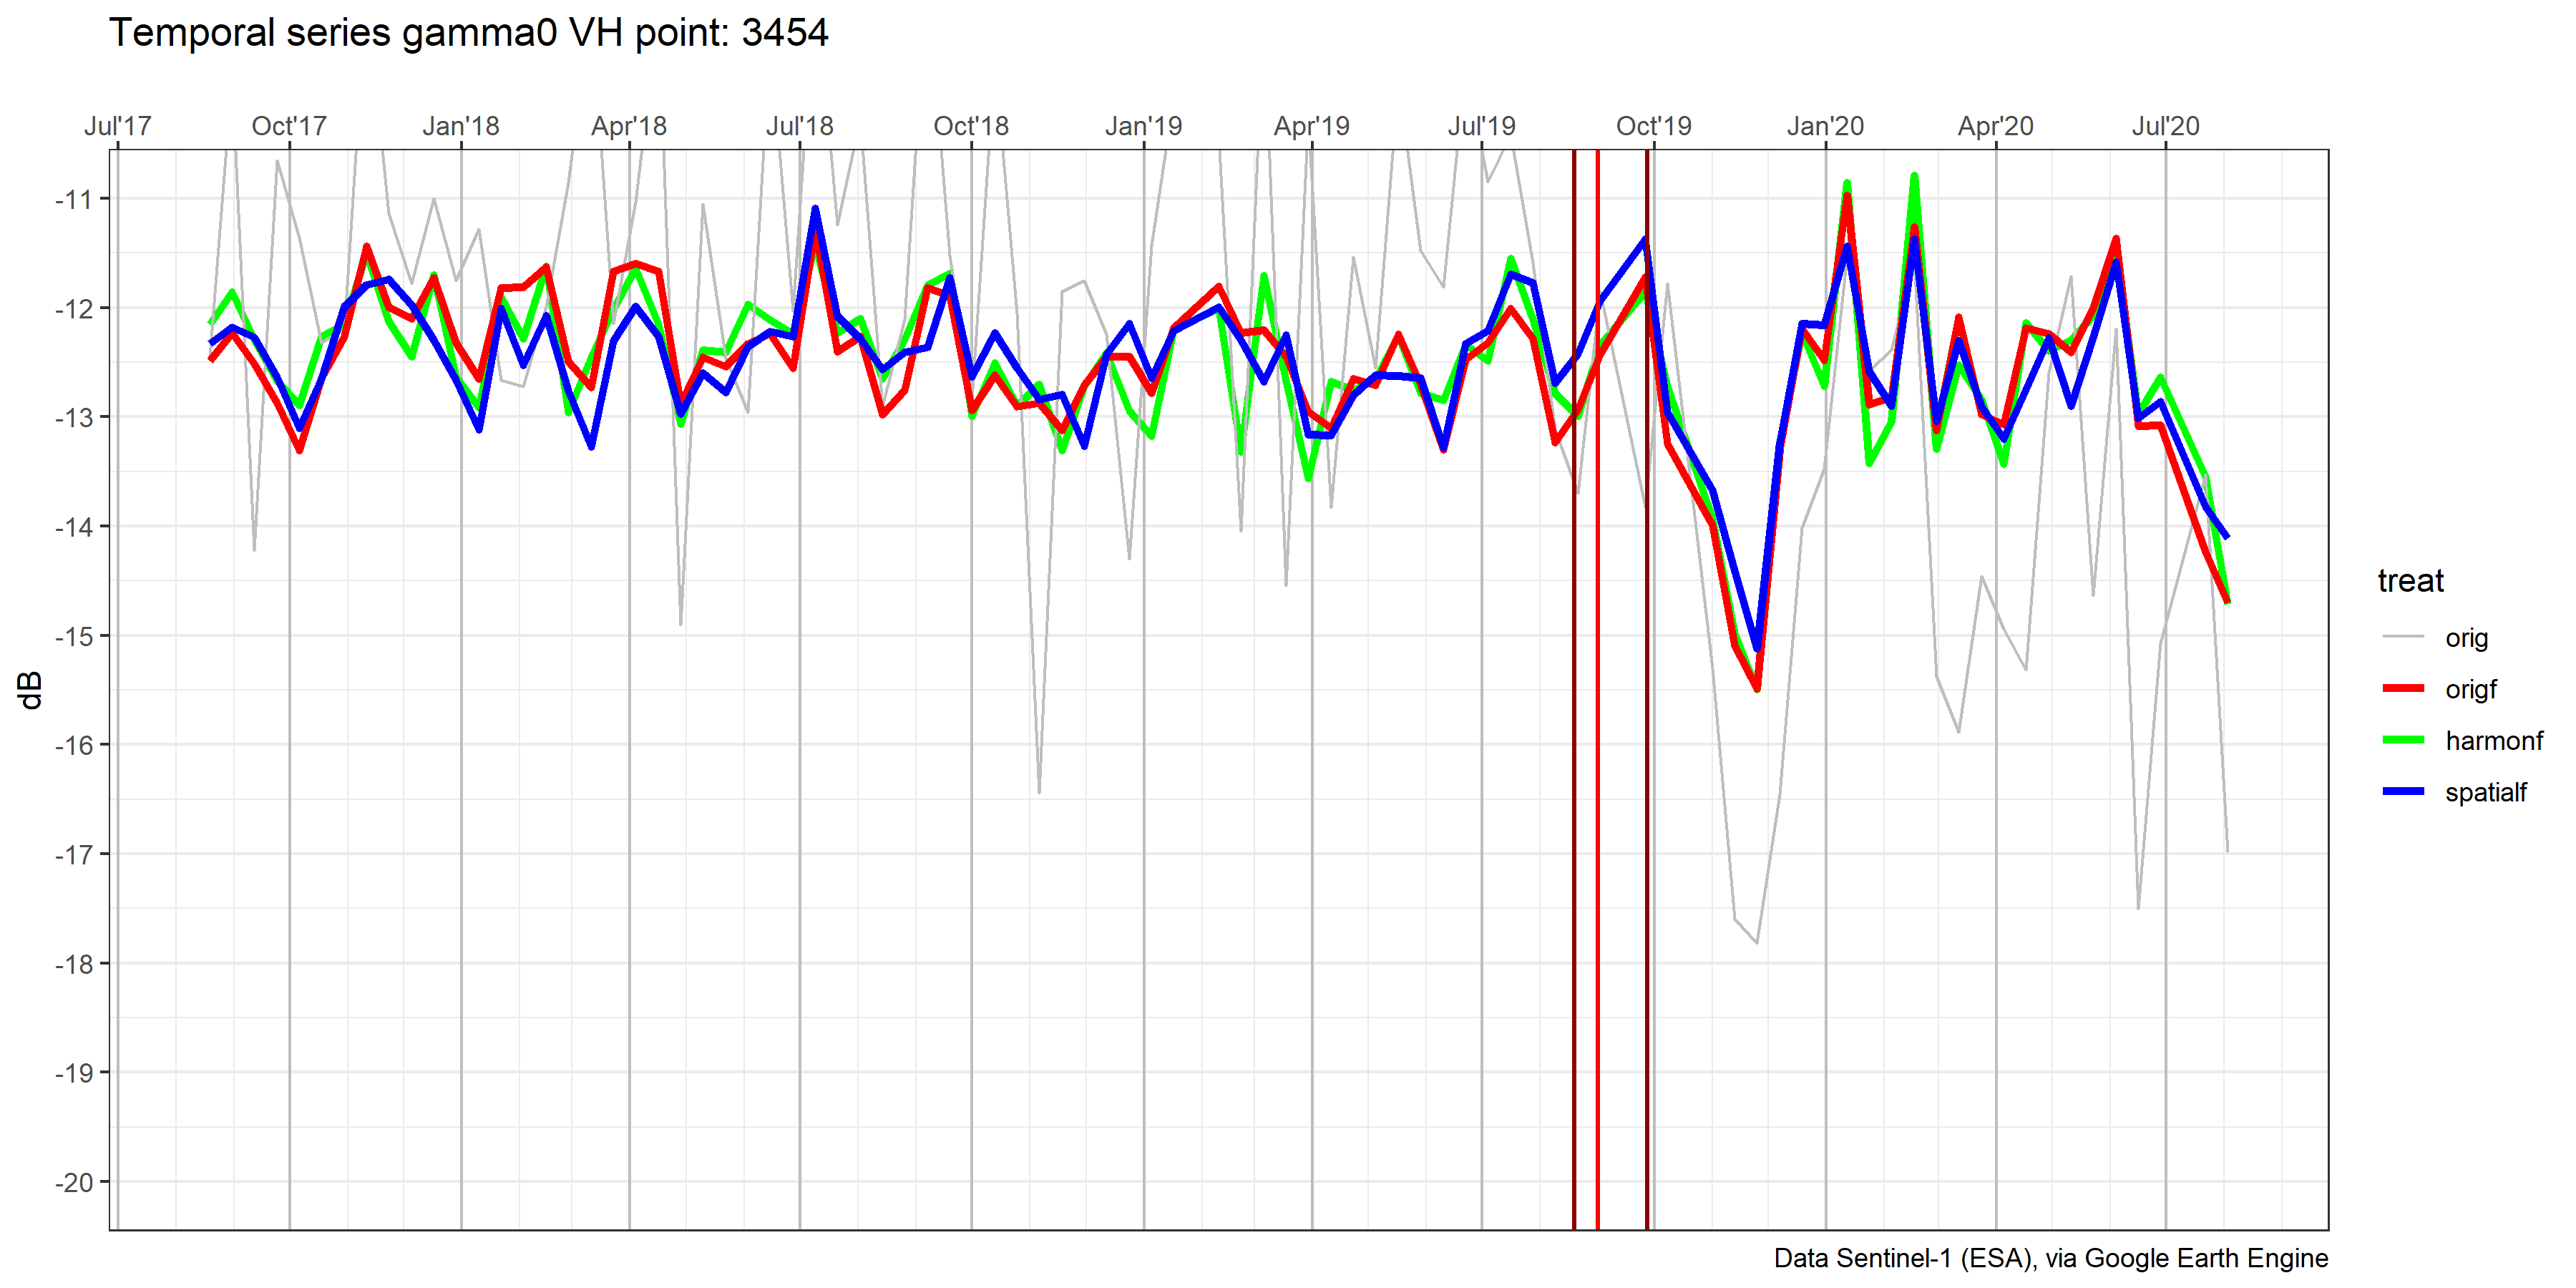 Temporal series gamma0 VH point: 3454
Jul'17 Oct'17 Jan'18 Apr'18 Jul'18 Oct'18 Jan'19 Apr'19 Jul'19 Oct'19 Jan'20 Apr'20 Jul'20
-11
-12
-13
-14
-15
-16
-17
-18
-19
-20
dB
treat
orig
origf
harmonf
spatialf
Data Sentinel-1 (ESA), via Google Earth Engine